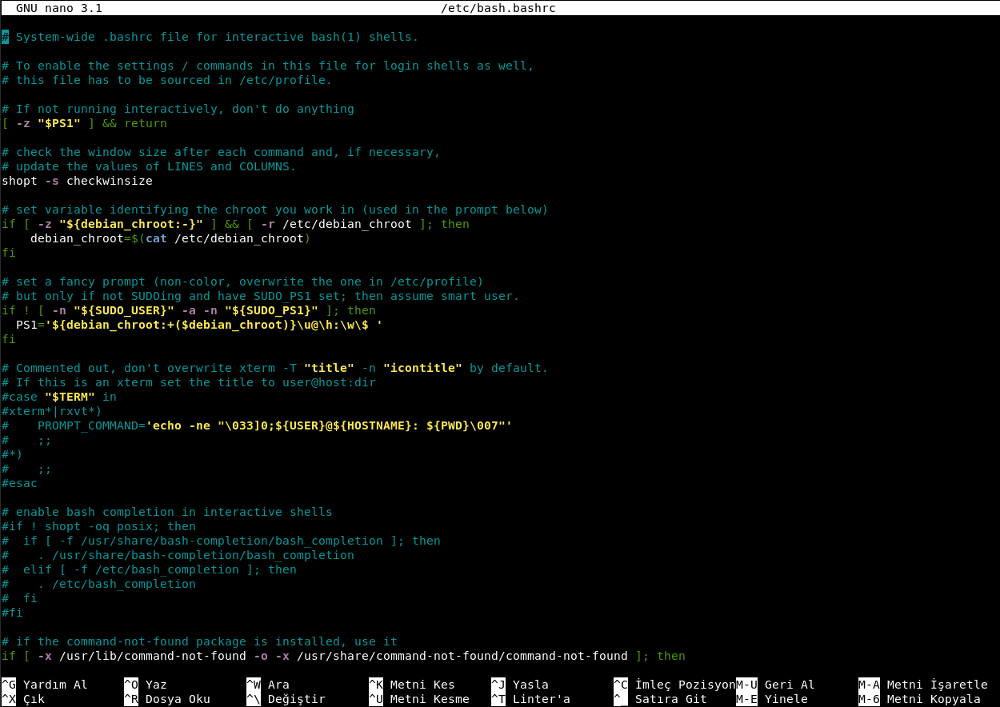 GNU nano 3.1 /etc/bash.bashrc
# System-wide .bashrc file for interactive bash(1) shells.
# To enable the settings / commands in this file for login shells as well,
# this file has to be sourced in /etc/profile.
# If not running interactively, don't do anything
[ -z "$PS1" ] && return
# check the window size after each command and, if necessary,
# update the values of LINES and COLUMNS.
shopt -s checkwinsize
# set variable identifying the chroot you work in (used in the prompt below)
if [ -z "${debian_chroot:-}" ] && [ -r /etc/debian_chroot ]; then
    debian_chroot=$(cat /etc/debian_chroot)
fi
# set a fancy prompt (non-color, overwrite the one in /etc/profile)
# but only if not SUDOing and have SUDO_PS1 set; then assume smart user.
if ! [ -n "${SUDO_USER}" -a -n "${SUDO_PS1}" ]; then
  PS1='${debian_chroot:+($debian_chroot)}\u@\h:\w\$ '
fi
# Commented out, don't overwrite xterm -T "title" -n "icontitle" by default.
# If this is an xterm set the title to user@host:dir
#case "$TERM" in
#xterm*|rxvt*)
#    PROMPT_COMMAND='echo -ne "\033]0;${USER}@${HOSTNAME}: ${PWD}\007"'
#    ;;
#*)
#    ;;
#esac
# enable bash completion in interactive shells
#if ! shopt -oq posix; then
#  if [ -f /usr/share/bash-completion/bash_completion ]; then
#    . /usr/share/bash-completion/bash_completion
#  elif [ -f /etc/bash_completion ]; then
#    . /etc/bash_completion
#  fi
#fi
# if the command-not-found package is installed, use it
if [ -x /usr/lib/command-not-found -o -x /usr/share/command-not-found/command-not-found ]; then
^G Yardım Al ^O Yaz ^W Ara ^K Metni Kes ^J Yasla ^C İmleç Pozisyon M-U Geri Al M-A Metni İşaretle
^X Çık ^R Dosya Oku ^\ Değiştir ^U Metni Kesme ^T Linter'a ^_ Satıra Git M-E Yinele M-6 Metni Kopyala